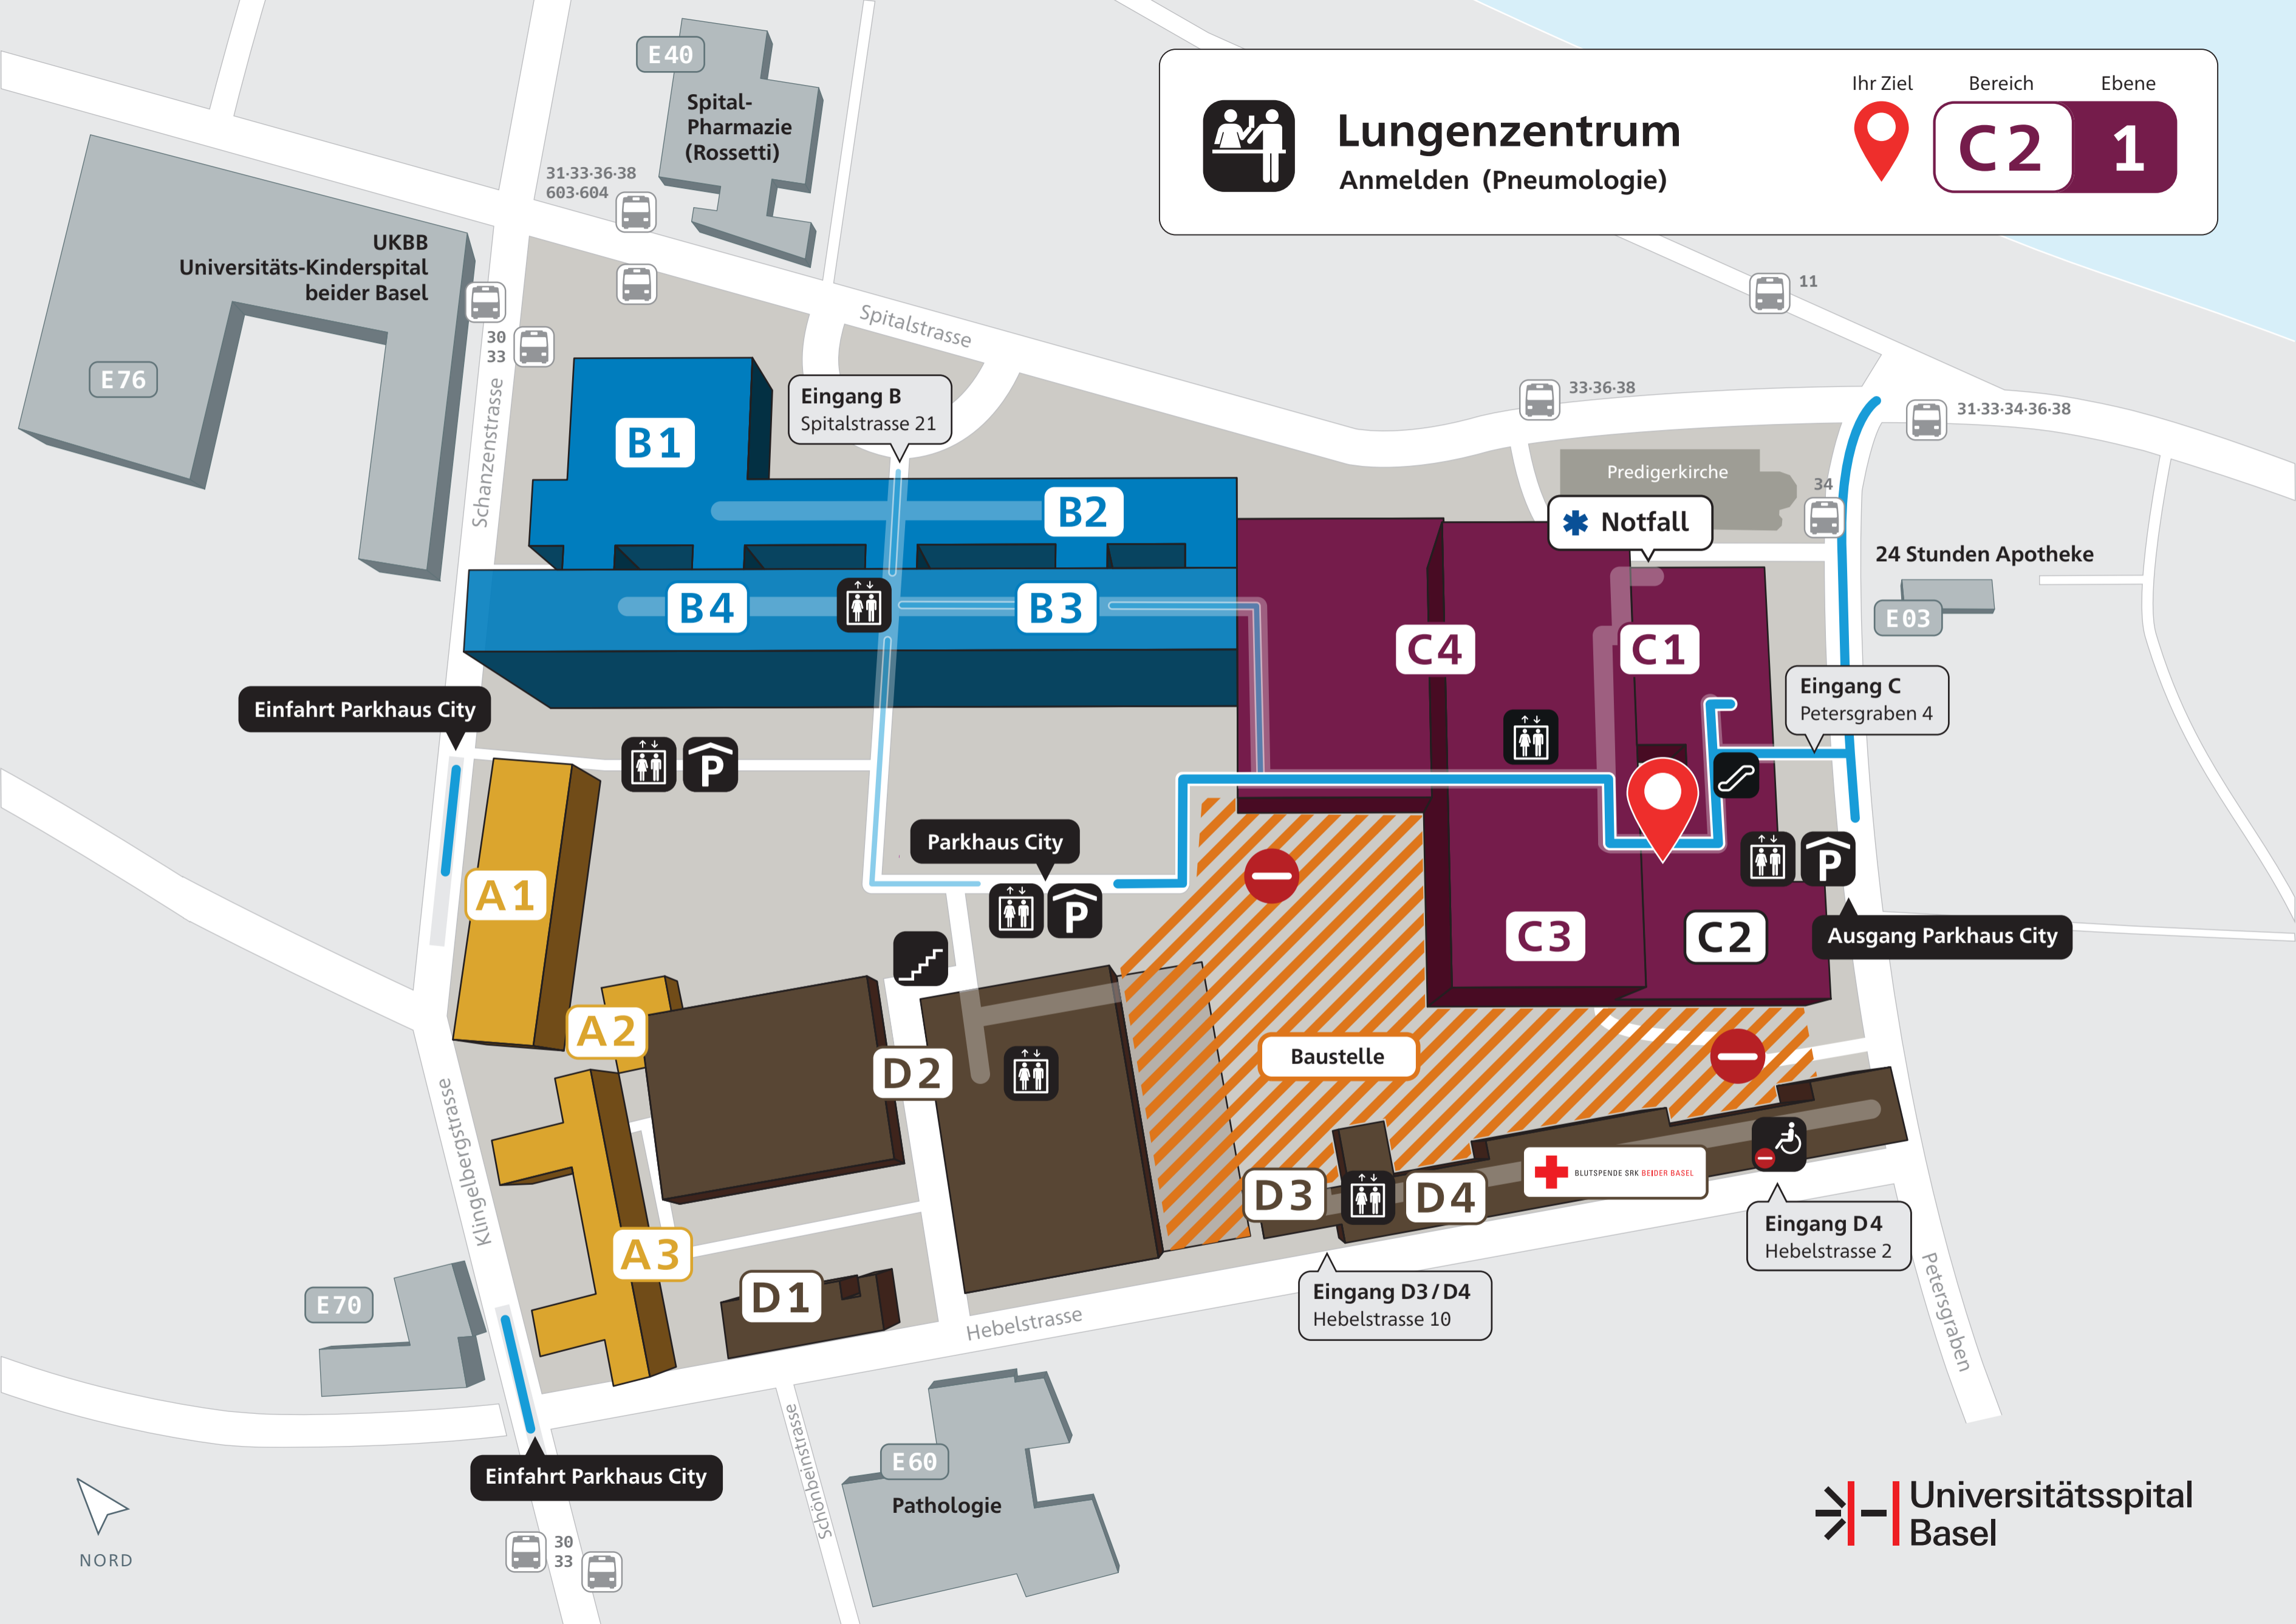 E40
Spital-
Pharmazie
(Rossetti)
31·33·36·38
603·604
Ihr Ziel
Bereich
Ebene
Lungenzentrum
Anmelden (Pneumologie)
C2
1
UKBB
Universitäts-Kinderspital
beider Basel
E76
30
33
Schanzenstrasse
Spitalstrasse
11
33·36·38
31·33·34·36·38
Eingang B
Spitalstrasse 21
B1
B2
B4
B3
Predigerkirche
Notfall
34
24 Stunden Apotheke
E03
C4
C1
Eingang C
Petersgraben 4
Einfahrt Parkhaus City
P
Parkhaus City
P
P
A1
C3
C2
Ausgang Parkhaus City
A2
D2
Baustelle
Klingelbergstrasse
A3
D1
D3
D4
BLUTSPENDE SRK BEIDER BASEL
Eingang D4
Hebelstrasse 2
Eingang D3/D4
Hebelstrasse 10
Petersgraben
E70
Hebelstrasse
Schönbeinstrasse
E60
Pathologie
Einfahrt Parkhaus City
30
33
NORD
Universitätsspital
Basel